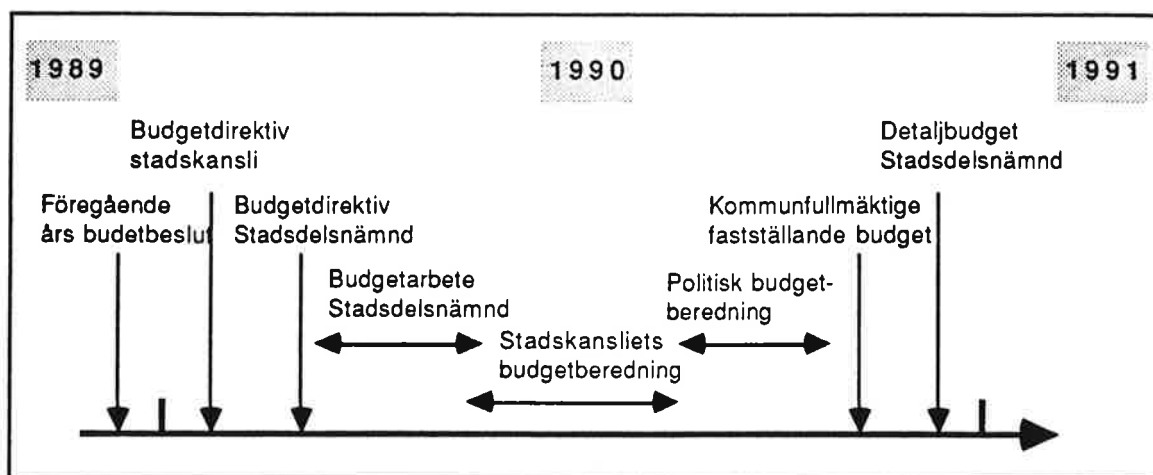 1989
1990
1991
Budgetdirektiv
stadskansli
Detaljbudget
Stadsdelsnämnd
Föregående
års budetbeslut
Budgetdirektiv
Stadsdelsnämnd
Kommunfullmäktige
fastställande budget
Budgetarbete
Stadsdelsnämnd
Politisk budget-
beredning
Stadskansliets
budgetberedning